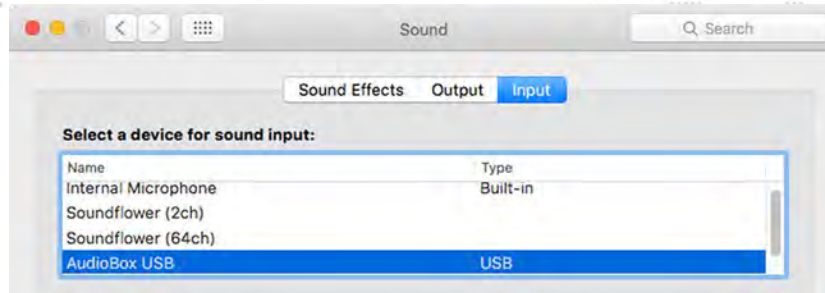 Sound
Search
Sound Effects Output Input
Select a device for sound input:
Name Type
Internal Microphone Built-in
Soundflower (2ch)
Soundflower (64ch)
AudioBox USB USB